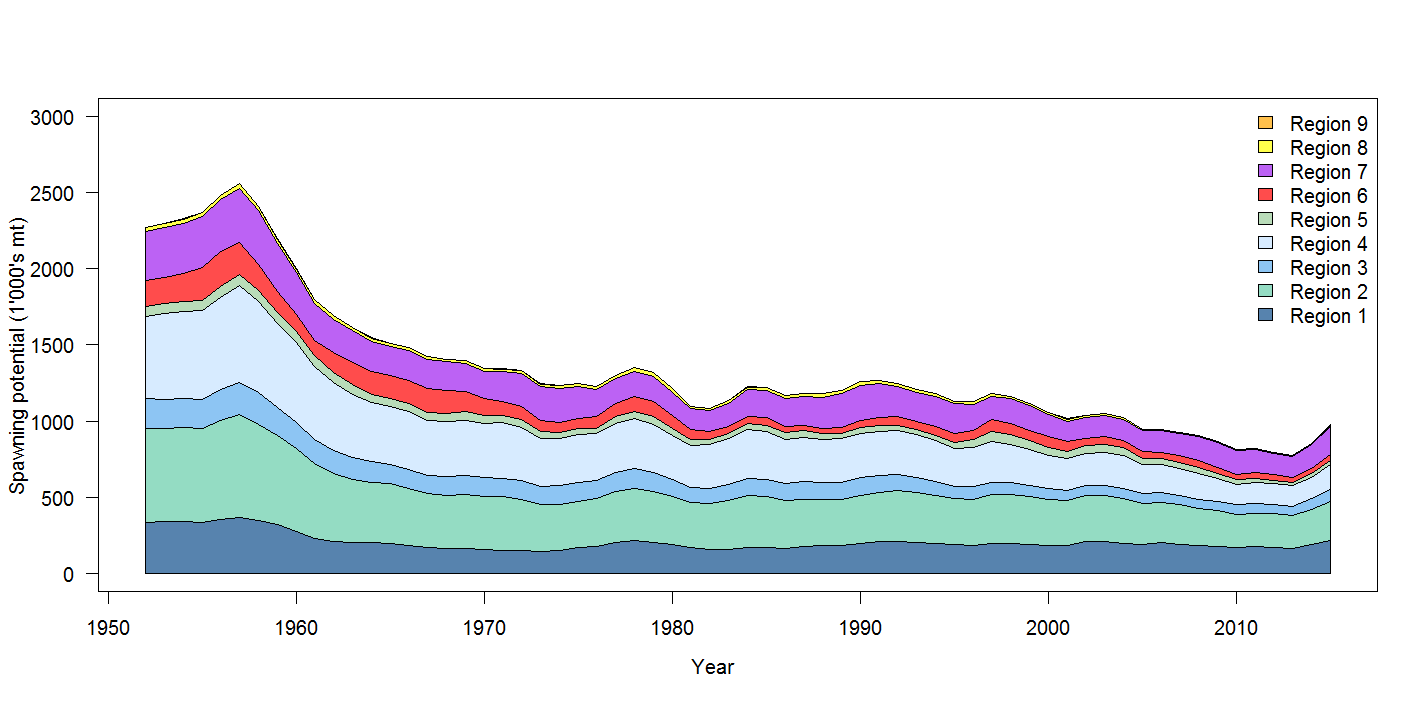 3000
2500
2000
1500
1000
500
0
Spawning potential (1'000's mt)
Region 9
Region 8
Region 7
Region 6
Region 5
Region 4
Region 3
Region 2
Region 1
1950 1960 1970 1980 1990 2000 2010
Year